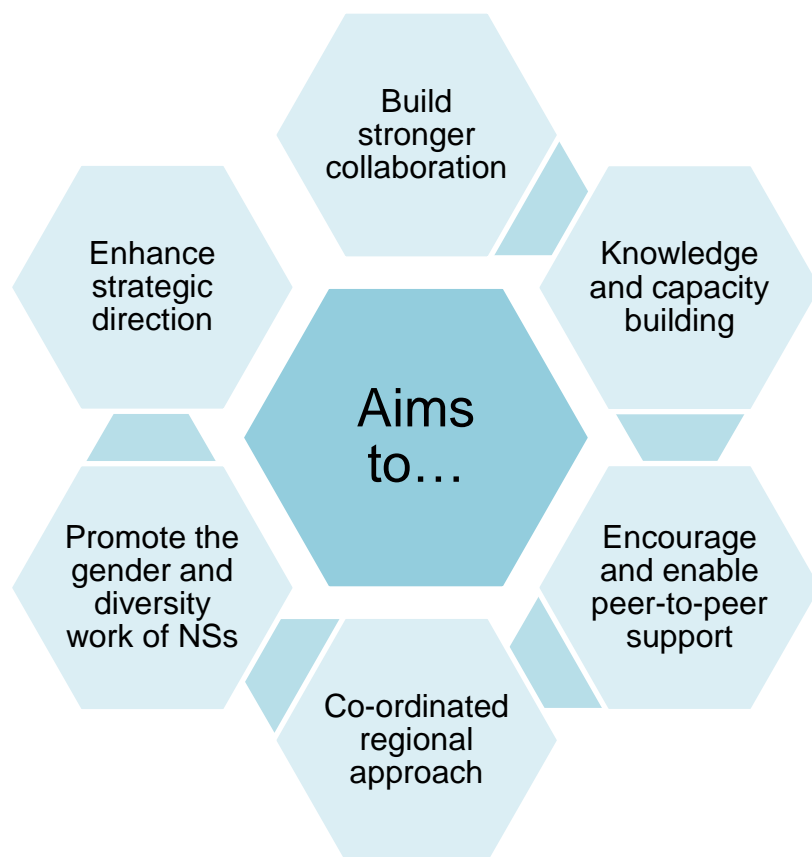 Build
stronger
collaboration
Knowledge
and capacity
building
Encourage
and enable
peer-to-peer
support
Co-ordinated
regional
approach
Promote the
gender and
diversity
work of NSs
Enhance
strategic
direction
Aims
to…